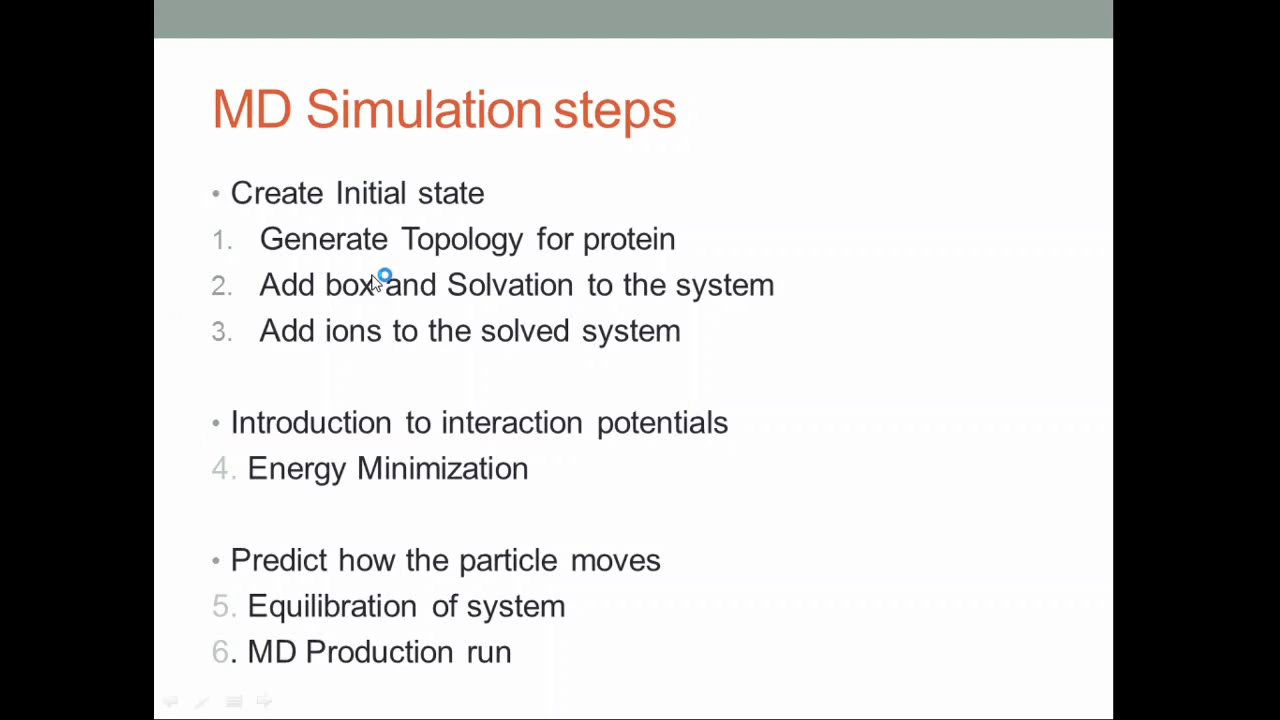 MD Simulation steps
• Create Initial state
1. Generate Topology for protein
2. Add box and Solvation to the system
3. Add ions to the solved system
• Introduction to interaction potentials
4. Energy Minimization
• Predict how the particle moves
5. Equilibration of system
6. MD Production run